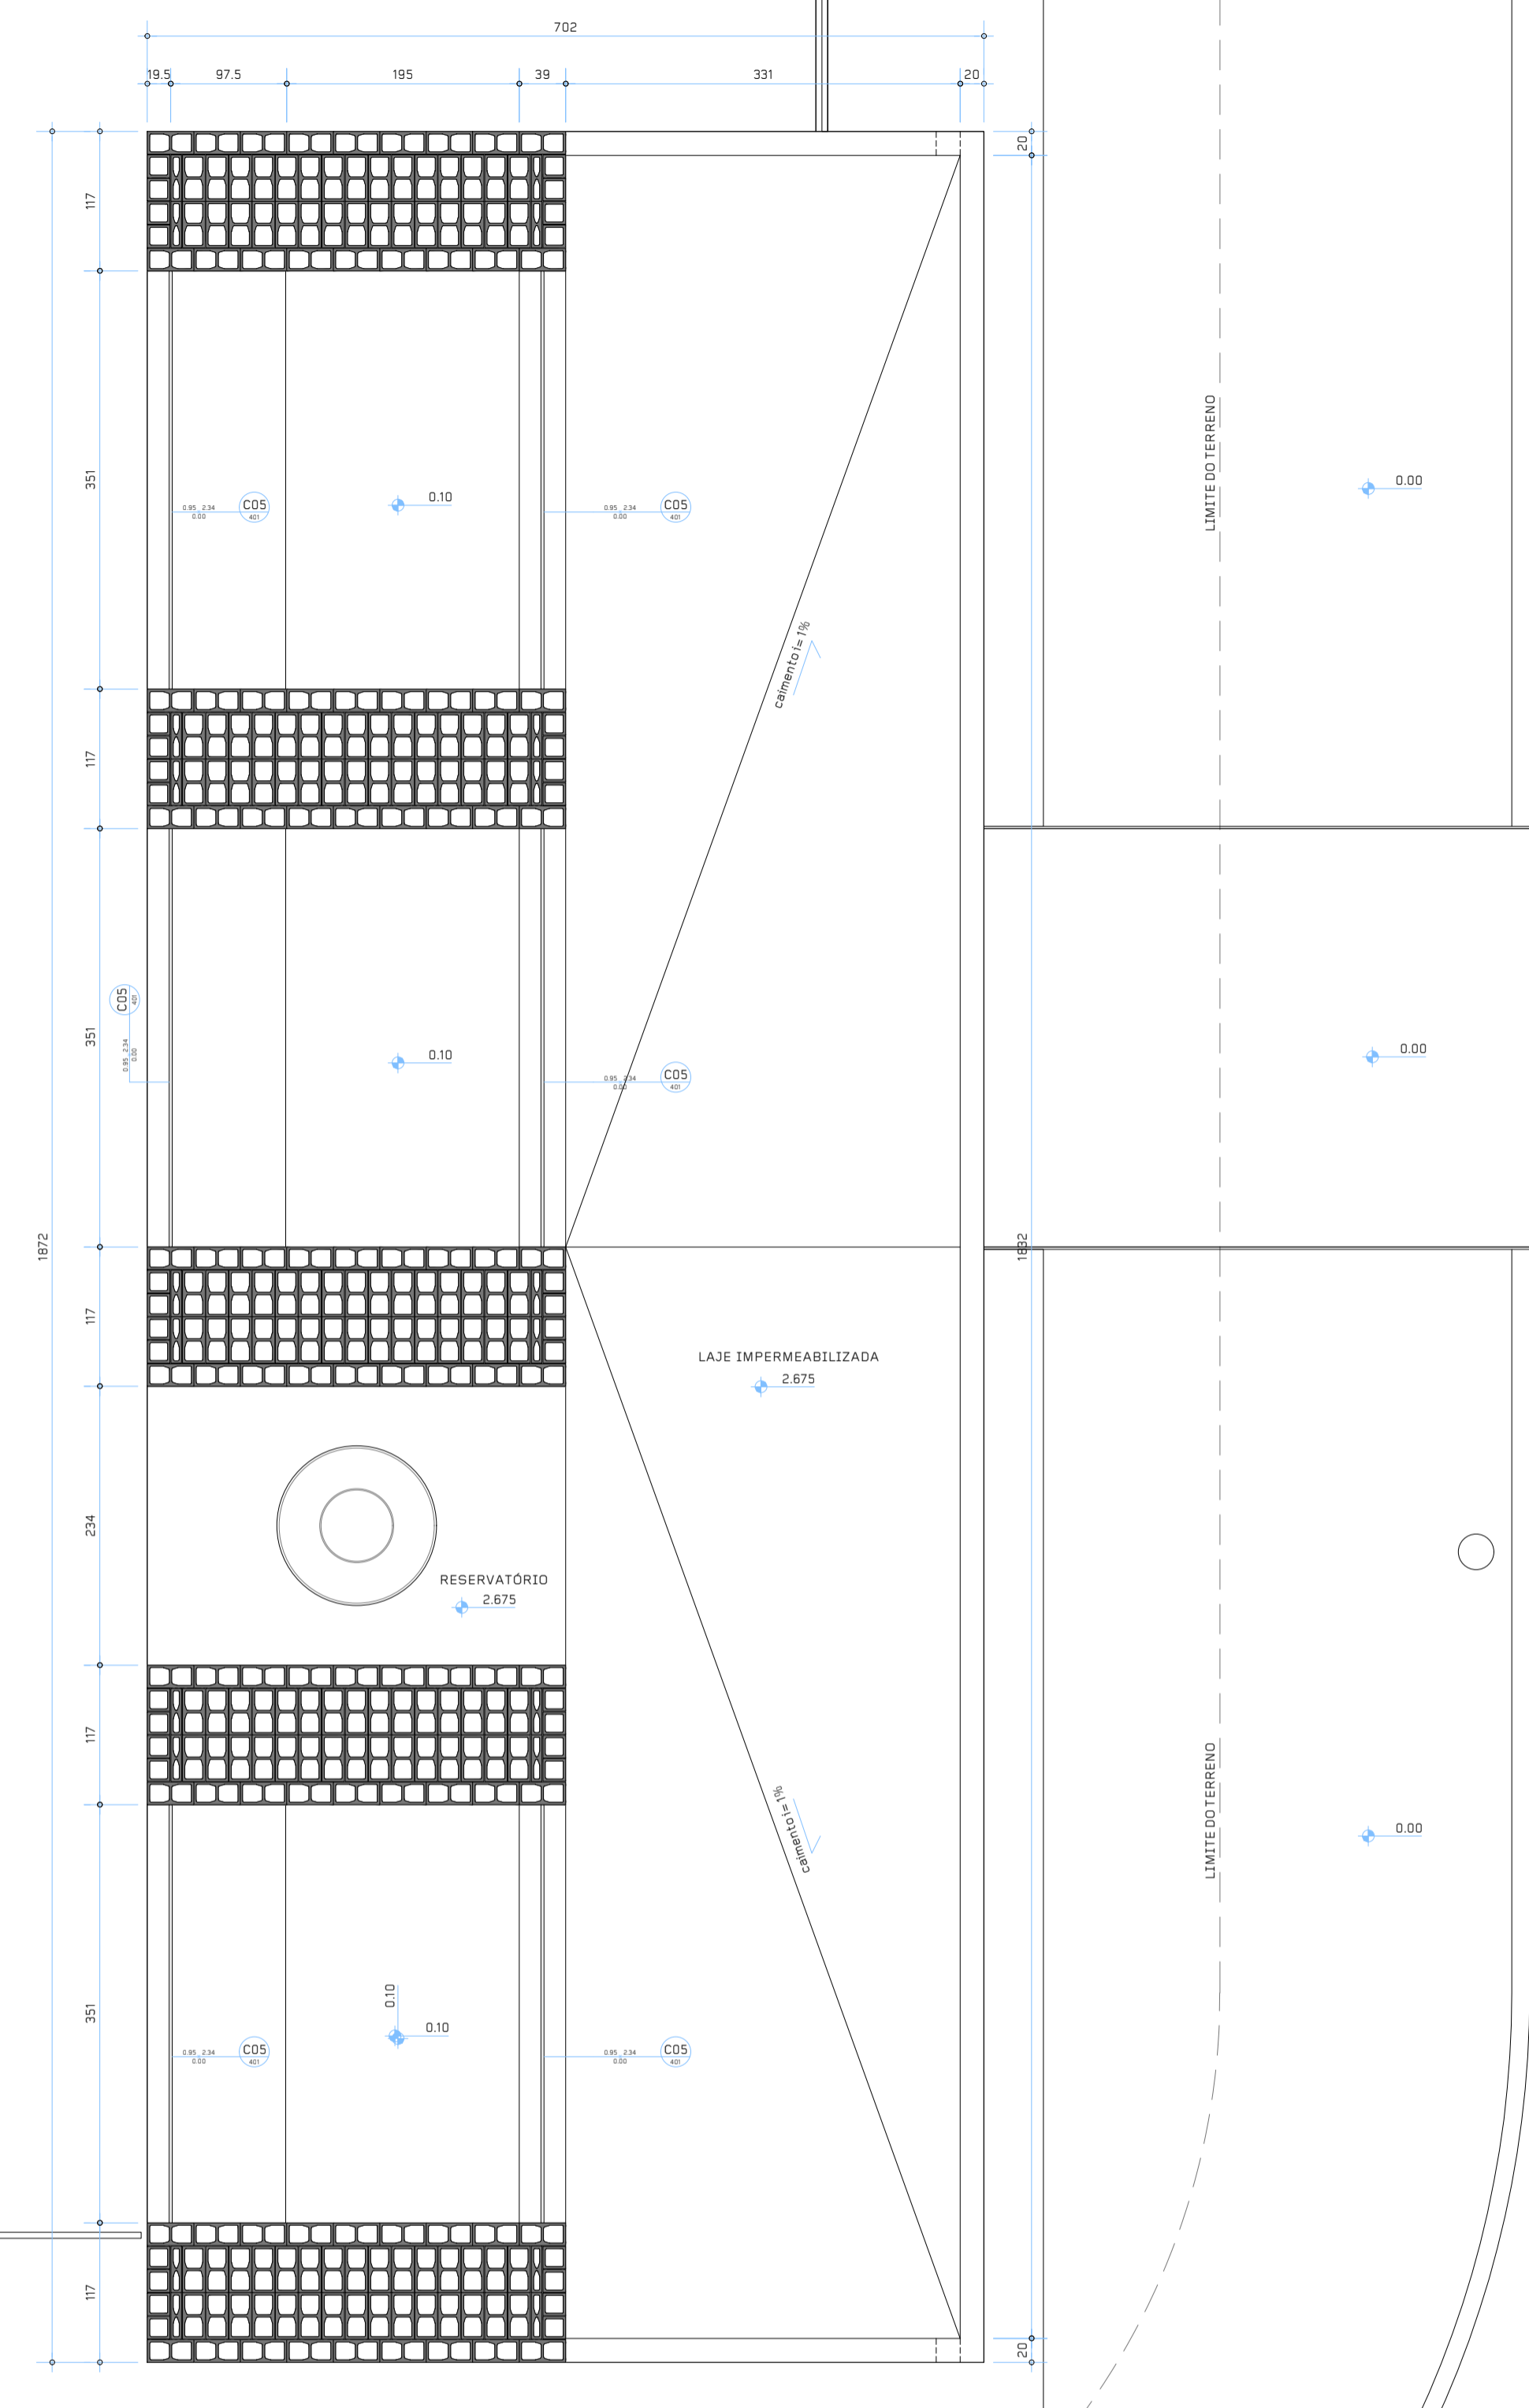 702
19.5 97.5 195 39 331 20
20
117
351
LIMITE DO TERRENO
0.00
0.10
0.95 _ 2.34
0.00
C05
401
0.95 _ 2.34
0.00
C05
401
caimento i= 1%
117
351
C05
401
0.95 _ 2.34
0.00
0.10
0.95 _ 2.34
0.00
C05
401
0.00
1872
1832
117
LAJE IMPERMEABILIZADA
2.675
234
RESERVATÓRIO
2.675
117
caimento i= 1%
LIMITE DO TERRENO
0.00
351
0.10
0.10
0.95 _ 2.34
0.00
C05
401
0.95 _ 2.34
0.00
C05
401
117
20